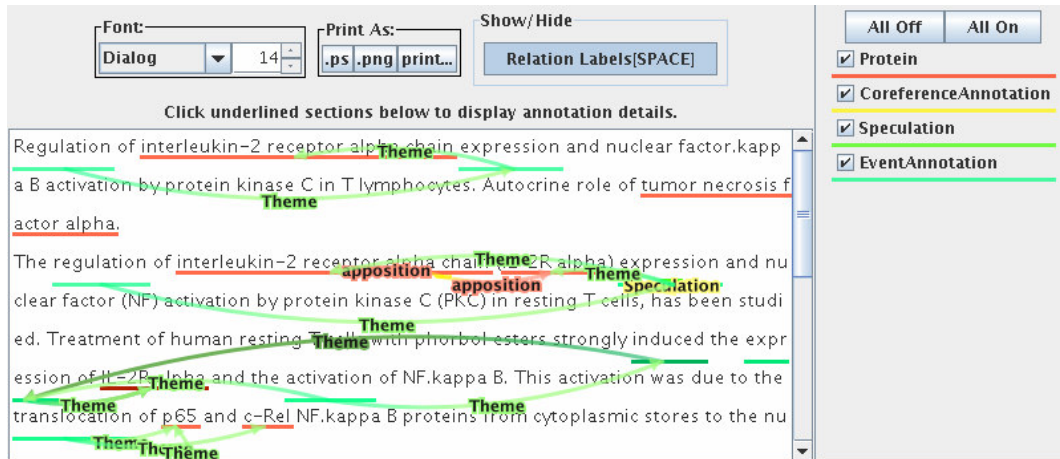 Font:
Print As:
Show/Hide
Dialog
14
.ps .png print...
Relation Labels[SPACE]
All Off All On
Protein
CoreferenceAnnotation
Speculation
EventAnnotation
Click underlined sections below to display annotation details.
Regulation of interleukin-2 receptor alpha chain expression and nuclear factor.kapp
Theme
a B activation by protein kinase C in T lymphocytes. Autocrine role of tumor necrosis f
Theme
actor alpha.
The regulation of interleukin-2 receptor alpha chain (IL-2R alpha) expression and nu
Theme
apposition Theme
apposition Speculation
clear factor (NF) activation by protein kinase C (PKC) in resting T cells, has been studi
Theme
ed. Treatment of human resting T cells with phorbol esters strongly induced the expr
Theme
ession of IL-2R alpha and the activation of NF.kappa B. This activation was due to the
Theme
Theme Theme
translocation of p65 and c-Rel NF.kappa B proteins from cytoplasmic stores to the nu
Theme Theme
Theme